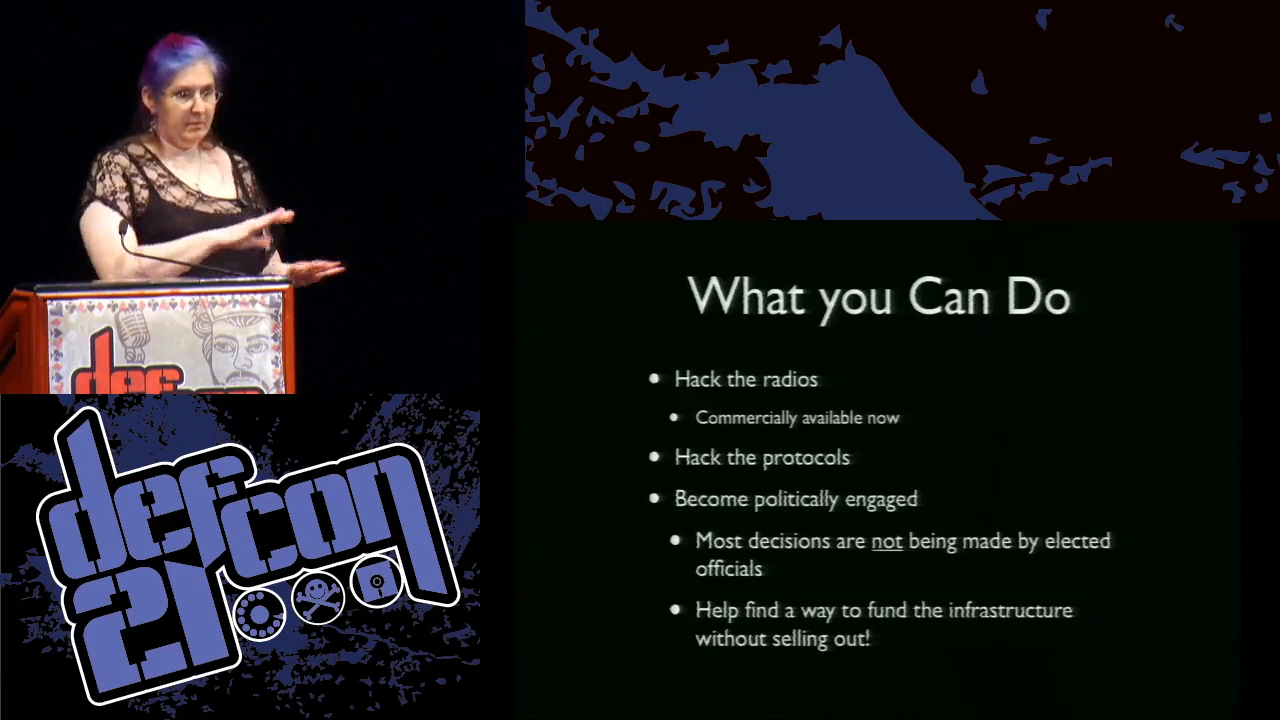 What you Can Do
Hack the radios
Commercially available now
Hack the protocols
Become politically engaged
Most decisions are not being made by elected
officials
Help find a way to fund the infrastructure
without selling out!
def
defcon
21